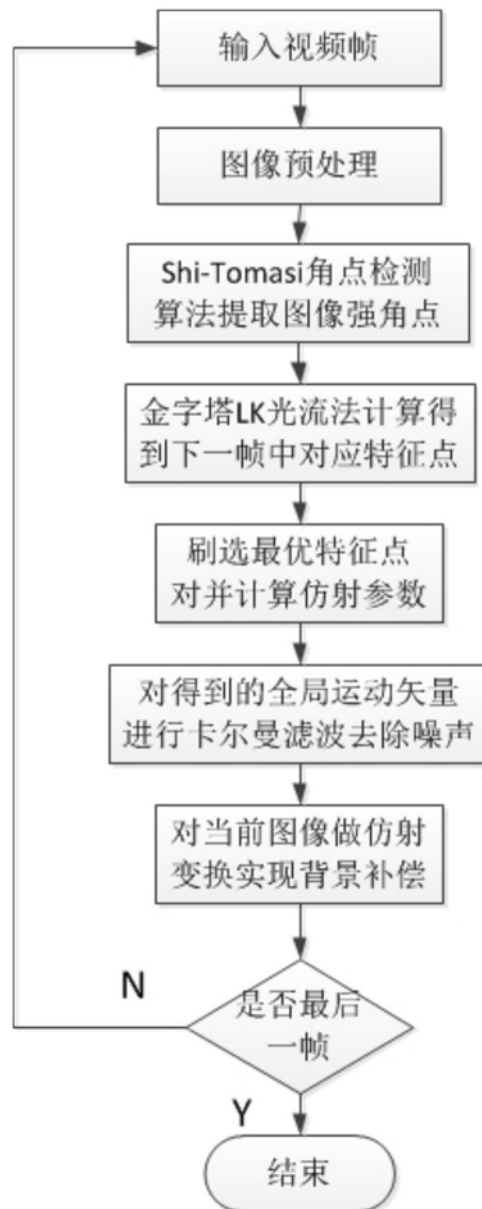 输入视频帧
图像预处理
Shi-Tomasi角点检测
算法提取图像强角点
金字塔LK光流法计算得
到下一帧中对应特征点
刷选最优特征点
对并计算仿射参数
对得到的全局运动矢量
进行卡尔曼滤波去除噪声
对当前图像做仿射
变换实现背景补偿
N
是否最后
一帧
Y
结束